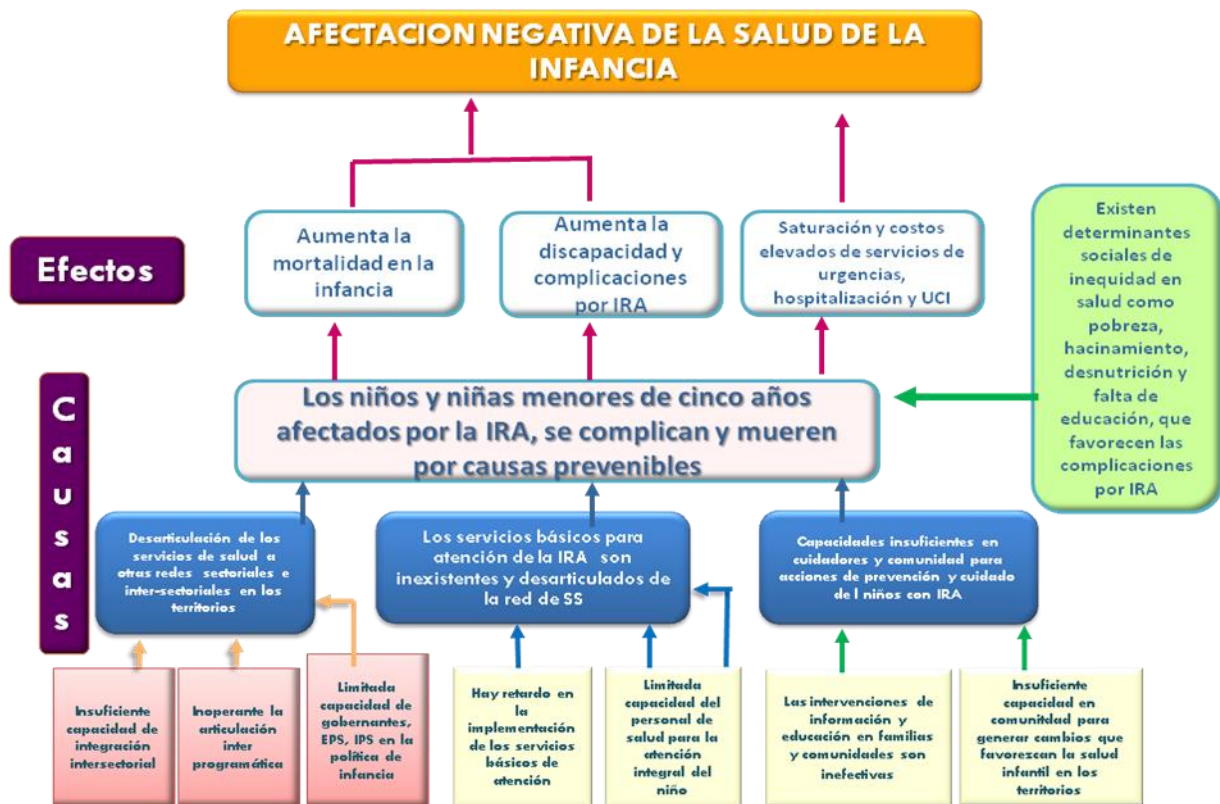 AFECTACION NEGATIVA DE LA SALUD DE LA
INFANCIA
Efectos
Aumenta la
mortalidad en la
infancia
Aumenta la
discapacidad y
complicaciones
por IRA
Saturación y costos
elevados de servicios de
urgencias,
hospitalización y UCI
Existen
determinantes
sociales de
inequidad en
salud como
pobreza,
hacinamiento,
desnutrición y
falta de
educación, que
favorecen las
complicaciones
por IRA
Causas
Los niños y niñas menores de cinco años
afectados por la IRA, se complican y mueren
por causas prevenibles
Desarticulación de los
servicios de salud a
otras redes sectoriales e
inter-sectoriales en los
territorios
Los servicios básicos para
atención de la IRA son
inexistentes y desarticulados de
la red de SS
Capacidades insuficientes en
cuidadores y comunidad para
acciones de prevención y cuidado
de l niños con IRA
Insuficiente
capacidad de
integración
intersectorial
Inoperante la
articulación
inter
programática
Limitada
capacidad de
gobernantes,
EPS, IPS en la
política de
infancia
Hay retardo en
la
implementación
de los servicios
básicos de
atención
Limitada
capacidad del
personal de
salud para la
atención
integral del
niño
Las intervenciones de
información y
educación en familias
y comunidades son
inefectivas
Insuficiente
capacidad en
comunitdad para
generar cambios que
favorezcan la salud
infantil en los
territorios